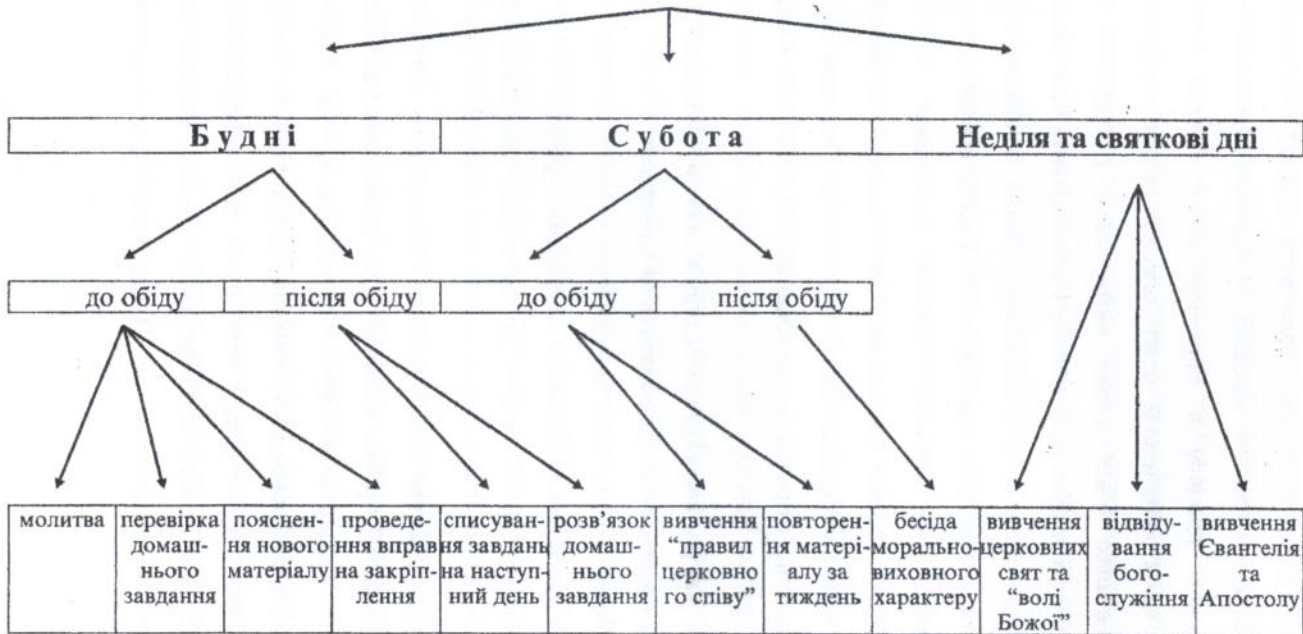 Будні Субота Неділя та святкові дні
до обіду після обіду до обіду після обіду
молитва
перевірка
домаш-
нього
завдання
пояснен-
ня нового
матеріалу
проведе-
ння вправ
на закріп-
лення
списуван-
ня завдань
на наступ-
ний день
розв'язок
домаш-
нього
завдання
вивчення
“правил
церковно
го співу”
повторен-
ня матері-
алу за
тиждень
бесіда
морально-
виховного
характеру
вивчення
церковних
свят та
“волі
Божої”
відвіду-
вання
бого-
служіння
вивчення
Євангелія
та
Апостолу